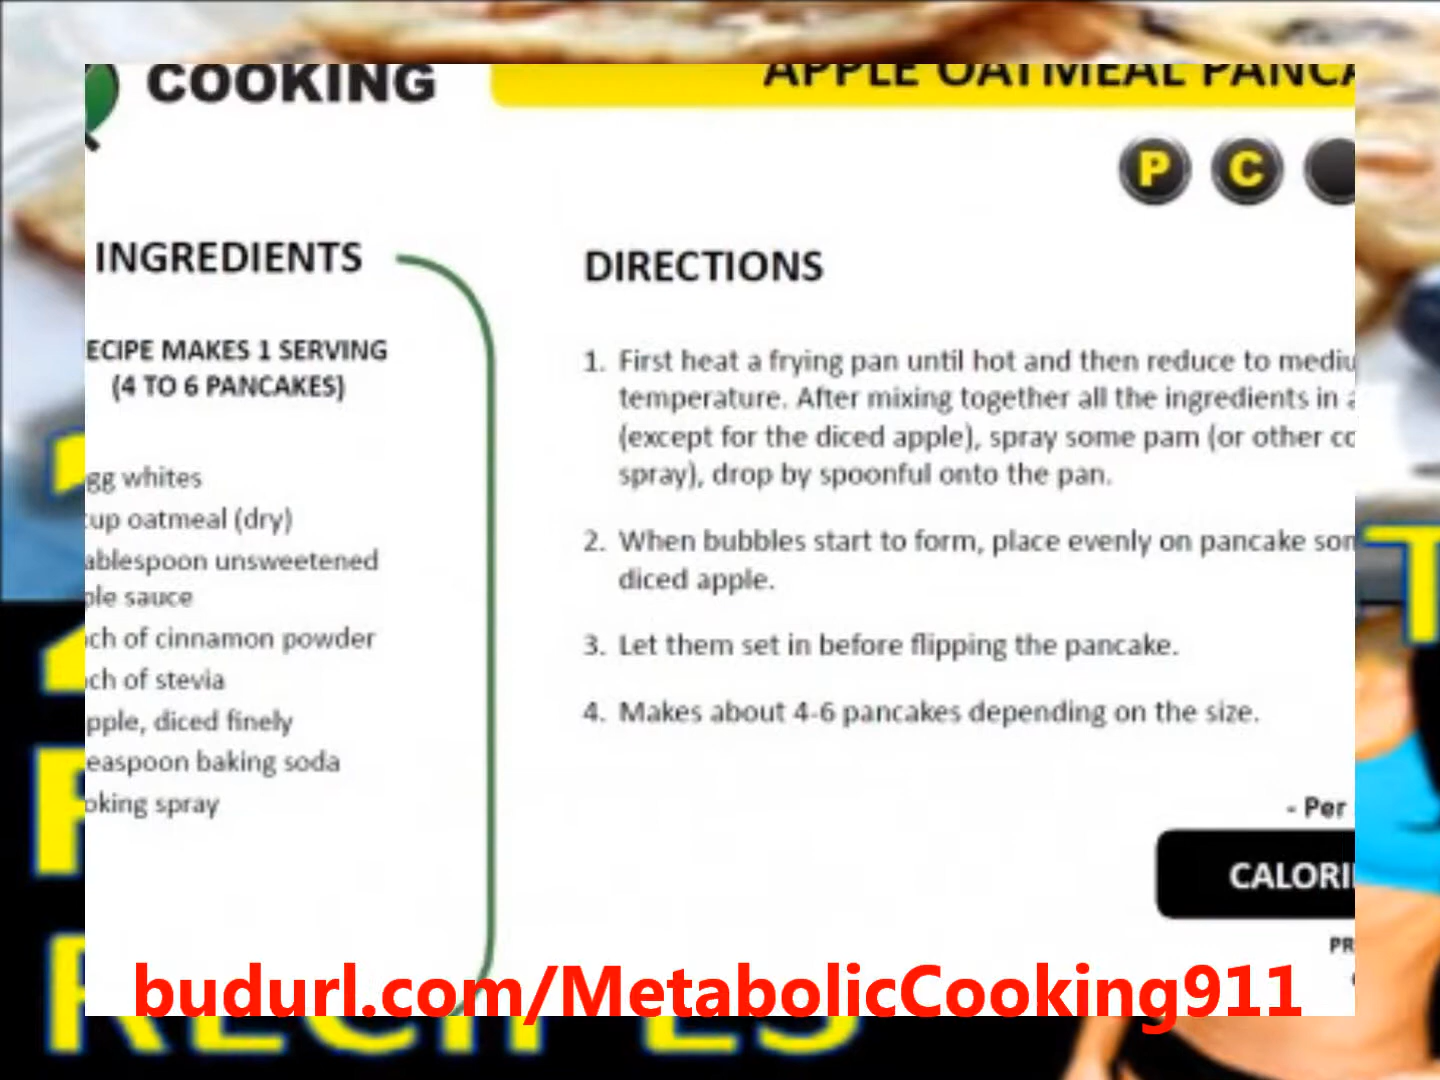 COOKING
APPLE OATMEAL
P C
INGREDIENTS
ECIPE MAKES 1 SERVING
(4 TO 6 PANCAKES)
gg whites
cup oatmeal (dry)
ablespoon unsweetened
ple sauce
ch of cinnamon powder
ch of stevia
pple, diced finely
easpoon baking soda
oking spray
DIRECTIONS
1. First heat a frying pan until hot and then reduce to mediu
temperature. After mixing together all the ingredients in a
(except for the diced apple), spray some pam (or other co
spray), drop by spoonful onto the pan.
2. When bubbles start to form, place evenly on pancake som
diced apple.
3. Let them set in before flipping the pancake.
4. Makes about 4-6 pancakes depending on the size.
- Per
CALORI
PR
budurl.com/MetabolicCooking911
RECIPES